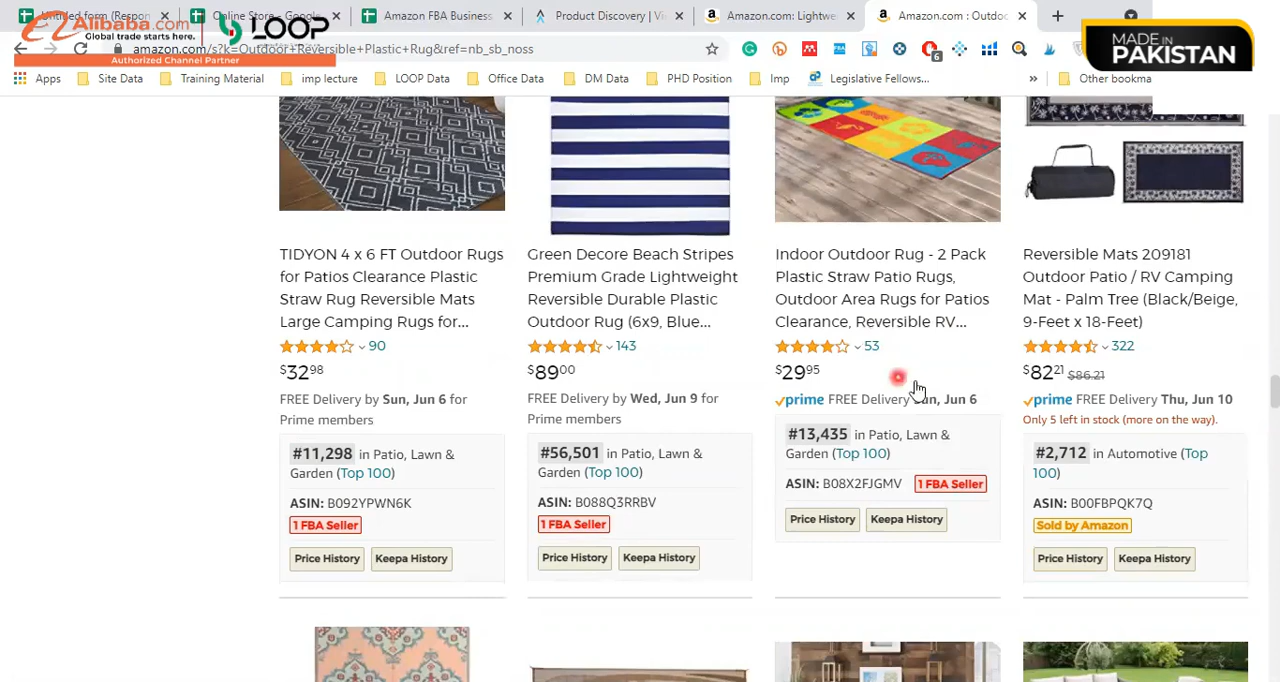 Untitled form (Respon
Online Store - Google
Amazon FBA Business
Product Discovery | Vi
Amazon.com: Lightwe
Amazon.com : Outdoo
Alibaba.com
Global trade starts here.
Authorized Channel Partner
LOOP
MADE IN
PAKISTAN
amazon.com/s?k=Outdoor+Reversible+Plastic+Rug&ref=nb_sb_noss
6
Apps
Site Data
Training Material
imp lecture
LOOP Data
Office Data
DM Data
PHD Position
Imp
Legislative Fellows...
»
Other bookma
TIDYON 4 x 6 FT Outdoor Rugs
for Patios Clearance Plastic
Straw Rug Reversible Mats
Large Camping Rugs for...
90
$32⁹⁸
FREE Delivery by Sun, Jun 6 for
Prime members
#11,298 in Patio, Lawn &
Garden (Top 100)
ASIN: B092YPWN6K
1 FBA Seller
Price History
Keepa History
Green Decore Beach Stripes
Premium Grade Lightweight
Reversible Durable Plastic
Outdoor Rug (6x9, Blue...
143
$89⁰⁰
FREE Delivery by Wed, Jun 9 for
Prime members
#56,501 in Patio, Lawn &
Garden (Top 100)
ASIN: B088Q3RRBV
1 FBA Seller
Price History
Keepa History
Indoor Outdoor Rug - 2 Pack
Plastic Straw Patio Rugs,
Outdoor Area Rugs for Patios
Clearance, Reversible RV...
53
$29⁹⁵
prime FREE Delivery Sun, Jun 6
#13,435 in Patio, Lawn &
Garden (Top 100)
ASIN: B08X2FJGMV 1 FBA Seller
Price History
Keepa History
Reversible Mats 209181
Outdoor Patio / RV Camping
Mat - Palm Tree (Black/Beige,
9-Feet x 18-Feet)
322
$82²¹ $86.21
prime FREE Delivery Thu, Jun 10
Only 5 left in stock (more on the way).
#2,712 in Automotive (Top
100)
ASIN: B00FBPQK7Q
Sold by Amazon
Price History
Keepa History